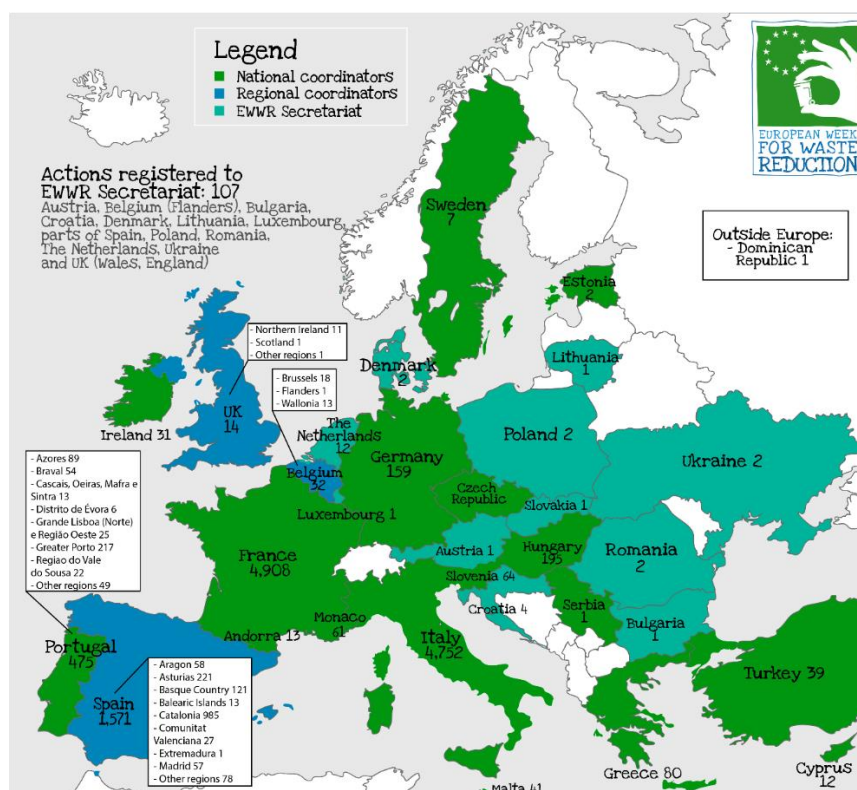 Legend
National coordinators
Regional coordinators
EWWR Secretariat
EUROPEAN WEEK
FOR WASTE
REDUCTION
Actions registered to
EWWR Secretariat: 107
Austria, Belgium (Flanders), Bulgaria,
Croatia, Denmark, Lithuania, Luxembourg,
parts of Spain, Poland, Romania,
The Netherlands, Ukraine
and UK (Wales, England)
Outside Europe:
- Dominican
Republic 1
Sweden
7
Estonia
2
- Northern Ireland 11
- Scotland 1
- Other regions 1
Denmark
2
Lithuania
1
- Brussels 18
- Flanders 1
- Wallonia 13
Ireland 31
UK
14
The
Netherlands
12
Germany
159
Poland 2
Ukraine 2
Belgium
32
Czech
Republic
Luxembourg 1
Slovakia 1
- Azores 89
- Braval 54
- Cascais, Oeiras, Mafra e
Sintra 13
- Distrito de Évora 6
- Grande Lisboa (Norte)
e Região Oeste 25
- Greater Porto 217
- Regiao do Vale
do Sousa 22
- Other regions 49
France
4,908
Austria 1
Hungary
195
Romania
2
Slovenia 64
Croatia 4
Serbia
1
Bulgaria
1
Monaco
61
Andorra 13
Italy
4,752
Portugal
475
Spain
1,571
- Aragon 58
- Asturias 221
- Basque Country 121
- Balearic Islands 13
- Catalonia 985
- Comunitat
Valenciana 27
- Extremadura 1
- Madrid 57
- Other regions 78
Turkey 39
Greece 80
Cyprus
12
Malta 41